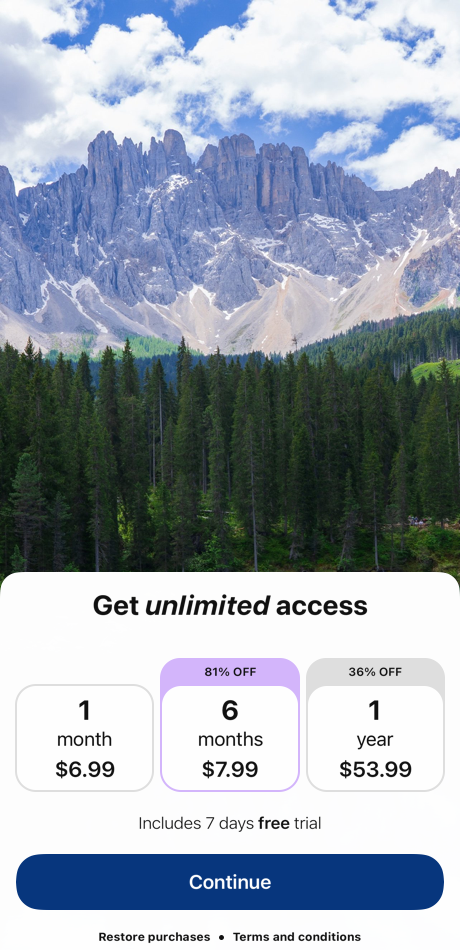 Get unlimited access
81% OFF
36% OFF
1
month
$6.99
6
months
$7.99
1
year
$53.99
Includes 7 days free trial
Continue
Restore purchases • Terms and conditions